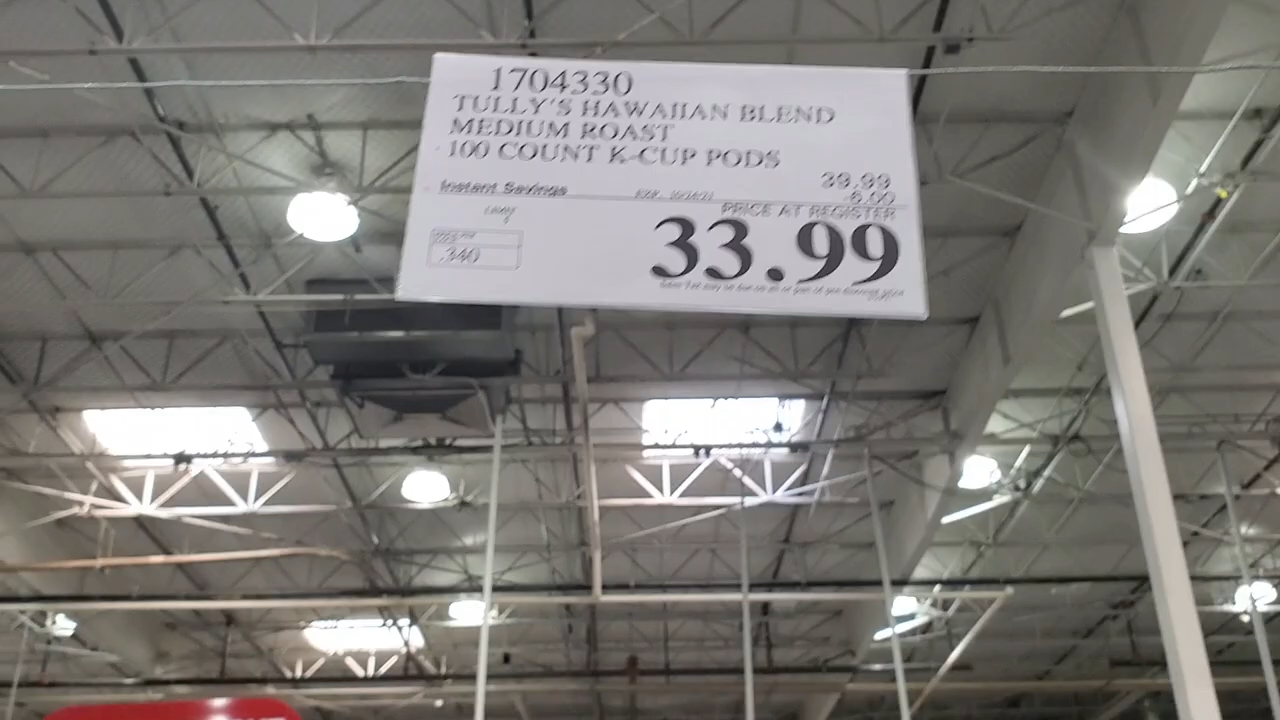 1704330
TULLY'S HAWAIIAN BLEND
MEDIUM ROAST
100 COUNT K-CUP PODS
39.99
Instant Savings
-6.00
PRICE AT REGISTER
.340
33.99